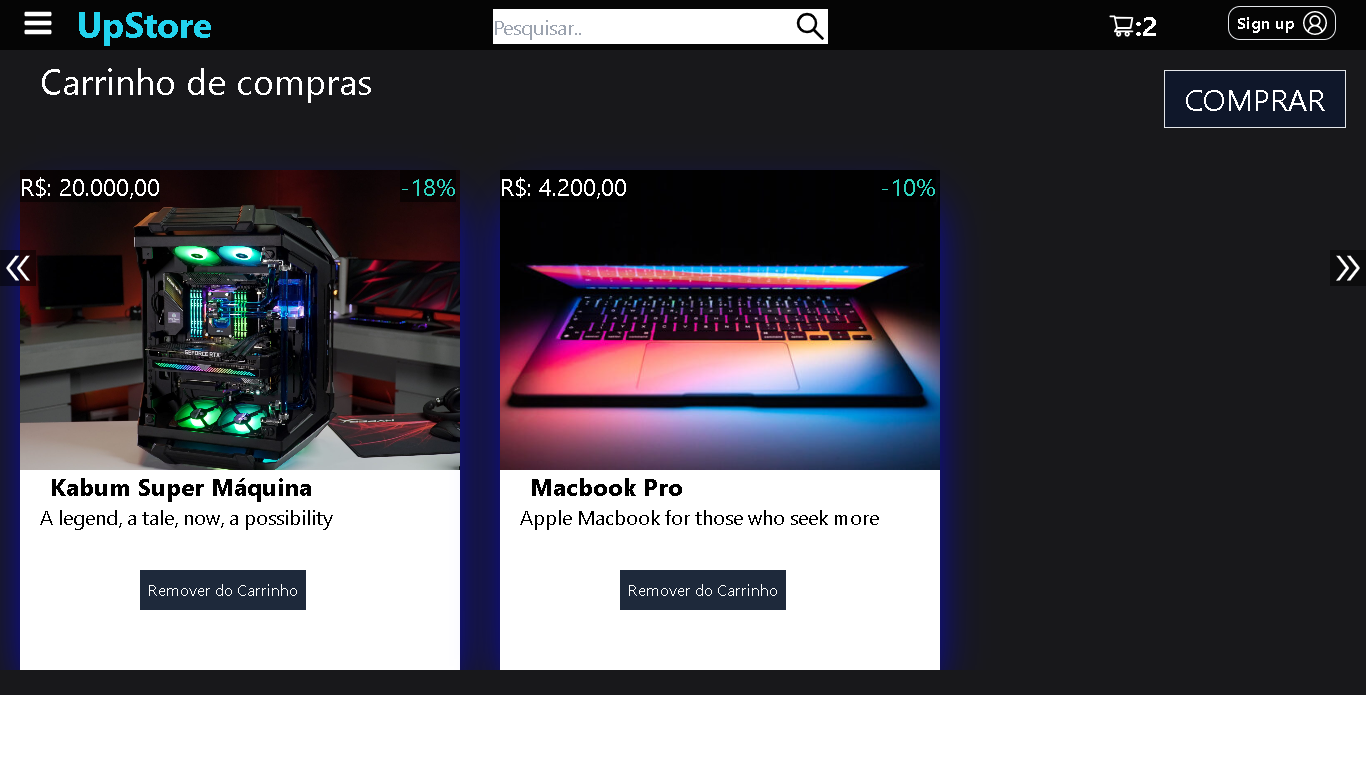 UpStore
Pesquisar..
:2
Sign up
Carrinho de compras
COMPRAR
R$: 20.000,00
-18%
R$: 4.200,00
-10%
GEFORCE RTX
Kabum Super Máquina
A legend, a tale, now, a possibility
Remover do Carrinho
Macbook Pro
Apple Macbook for those who seek more
Remover do Carrinho